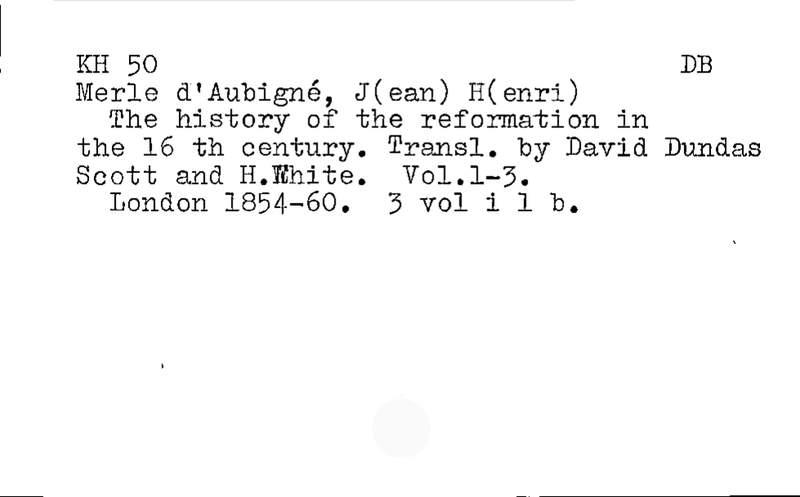 KH 50 DB
Merle d'Aubigné, J(ean) H(enri)
The history of the reformation in
the 16 th century. Transl. by David Dundas
Scott and H.White. Vol.1-3.
London 1854-60. 3 vol i 1 b.